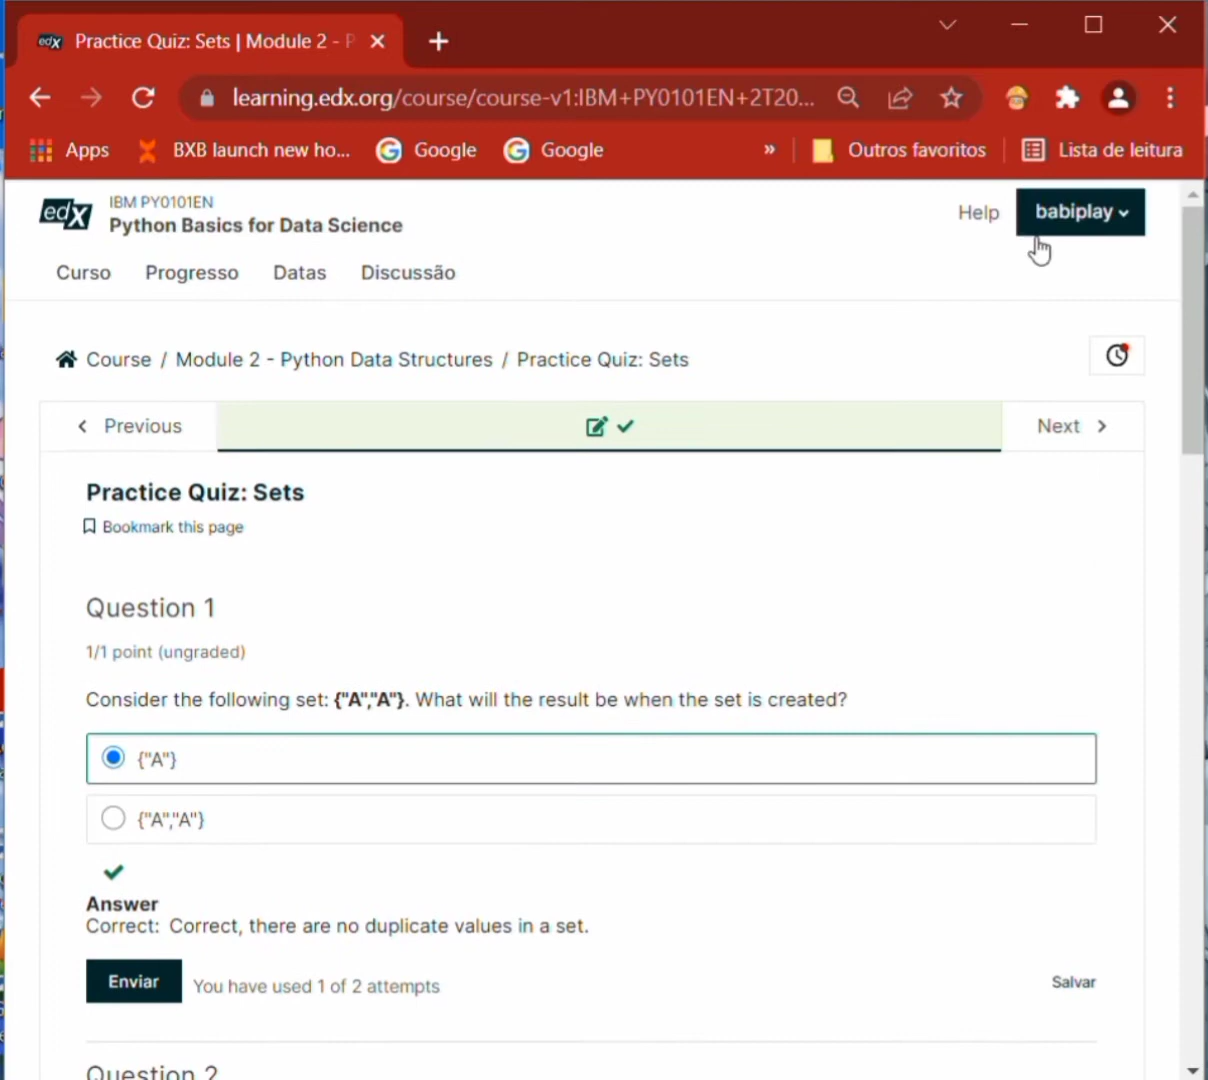 edX Practice Quiz: Sets | Module 2 - P
learning.edx.org/course/course-v1:IBM+PY0101EN+2T20...
Apps BXB launch new ho... Google Google » Outros favoritos Lista de leitura
edX IBM PY0101EN
Python Basics for Data Science
Help babiplay
Curso Progresso Datas Discussão
Course / Module 2 - Python Data Structures / Practice Quiz: Sets
Previous Next
Practice Quiz: Sets
Bookmark this page
Question 1
1/1 point (ungraded)
Consider the following set: {"A","A"}. What will the result be when the set is created?
{"A"}
{"A","A"}
Answer
Correct: Correct, there are no duplicate values in a set.
Enviar You have used 1 of 2 attempts Salvar
Question 2